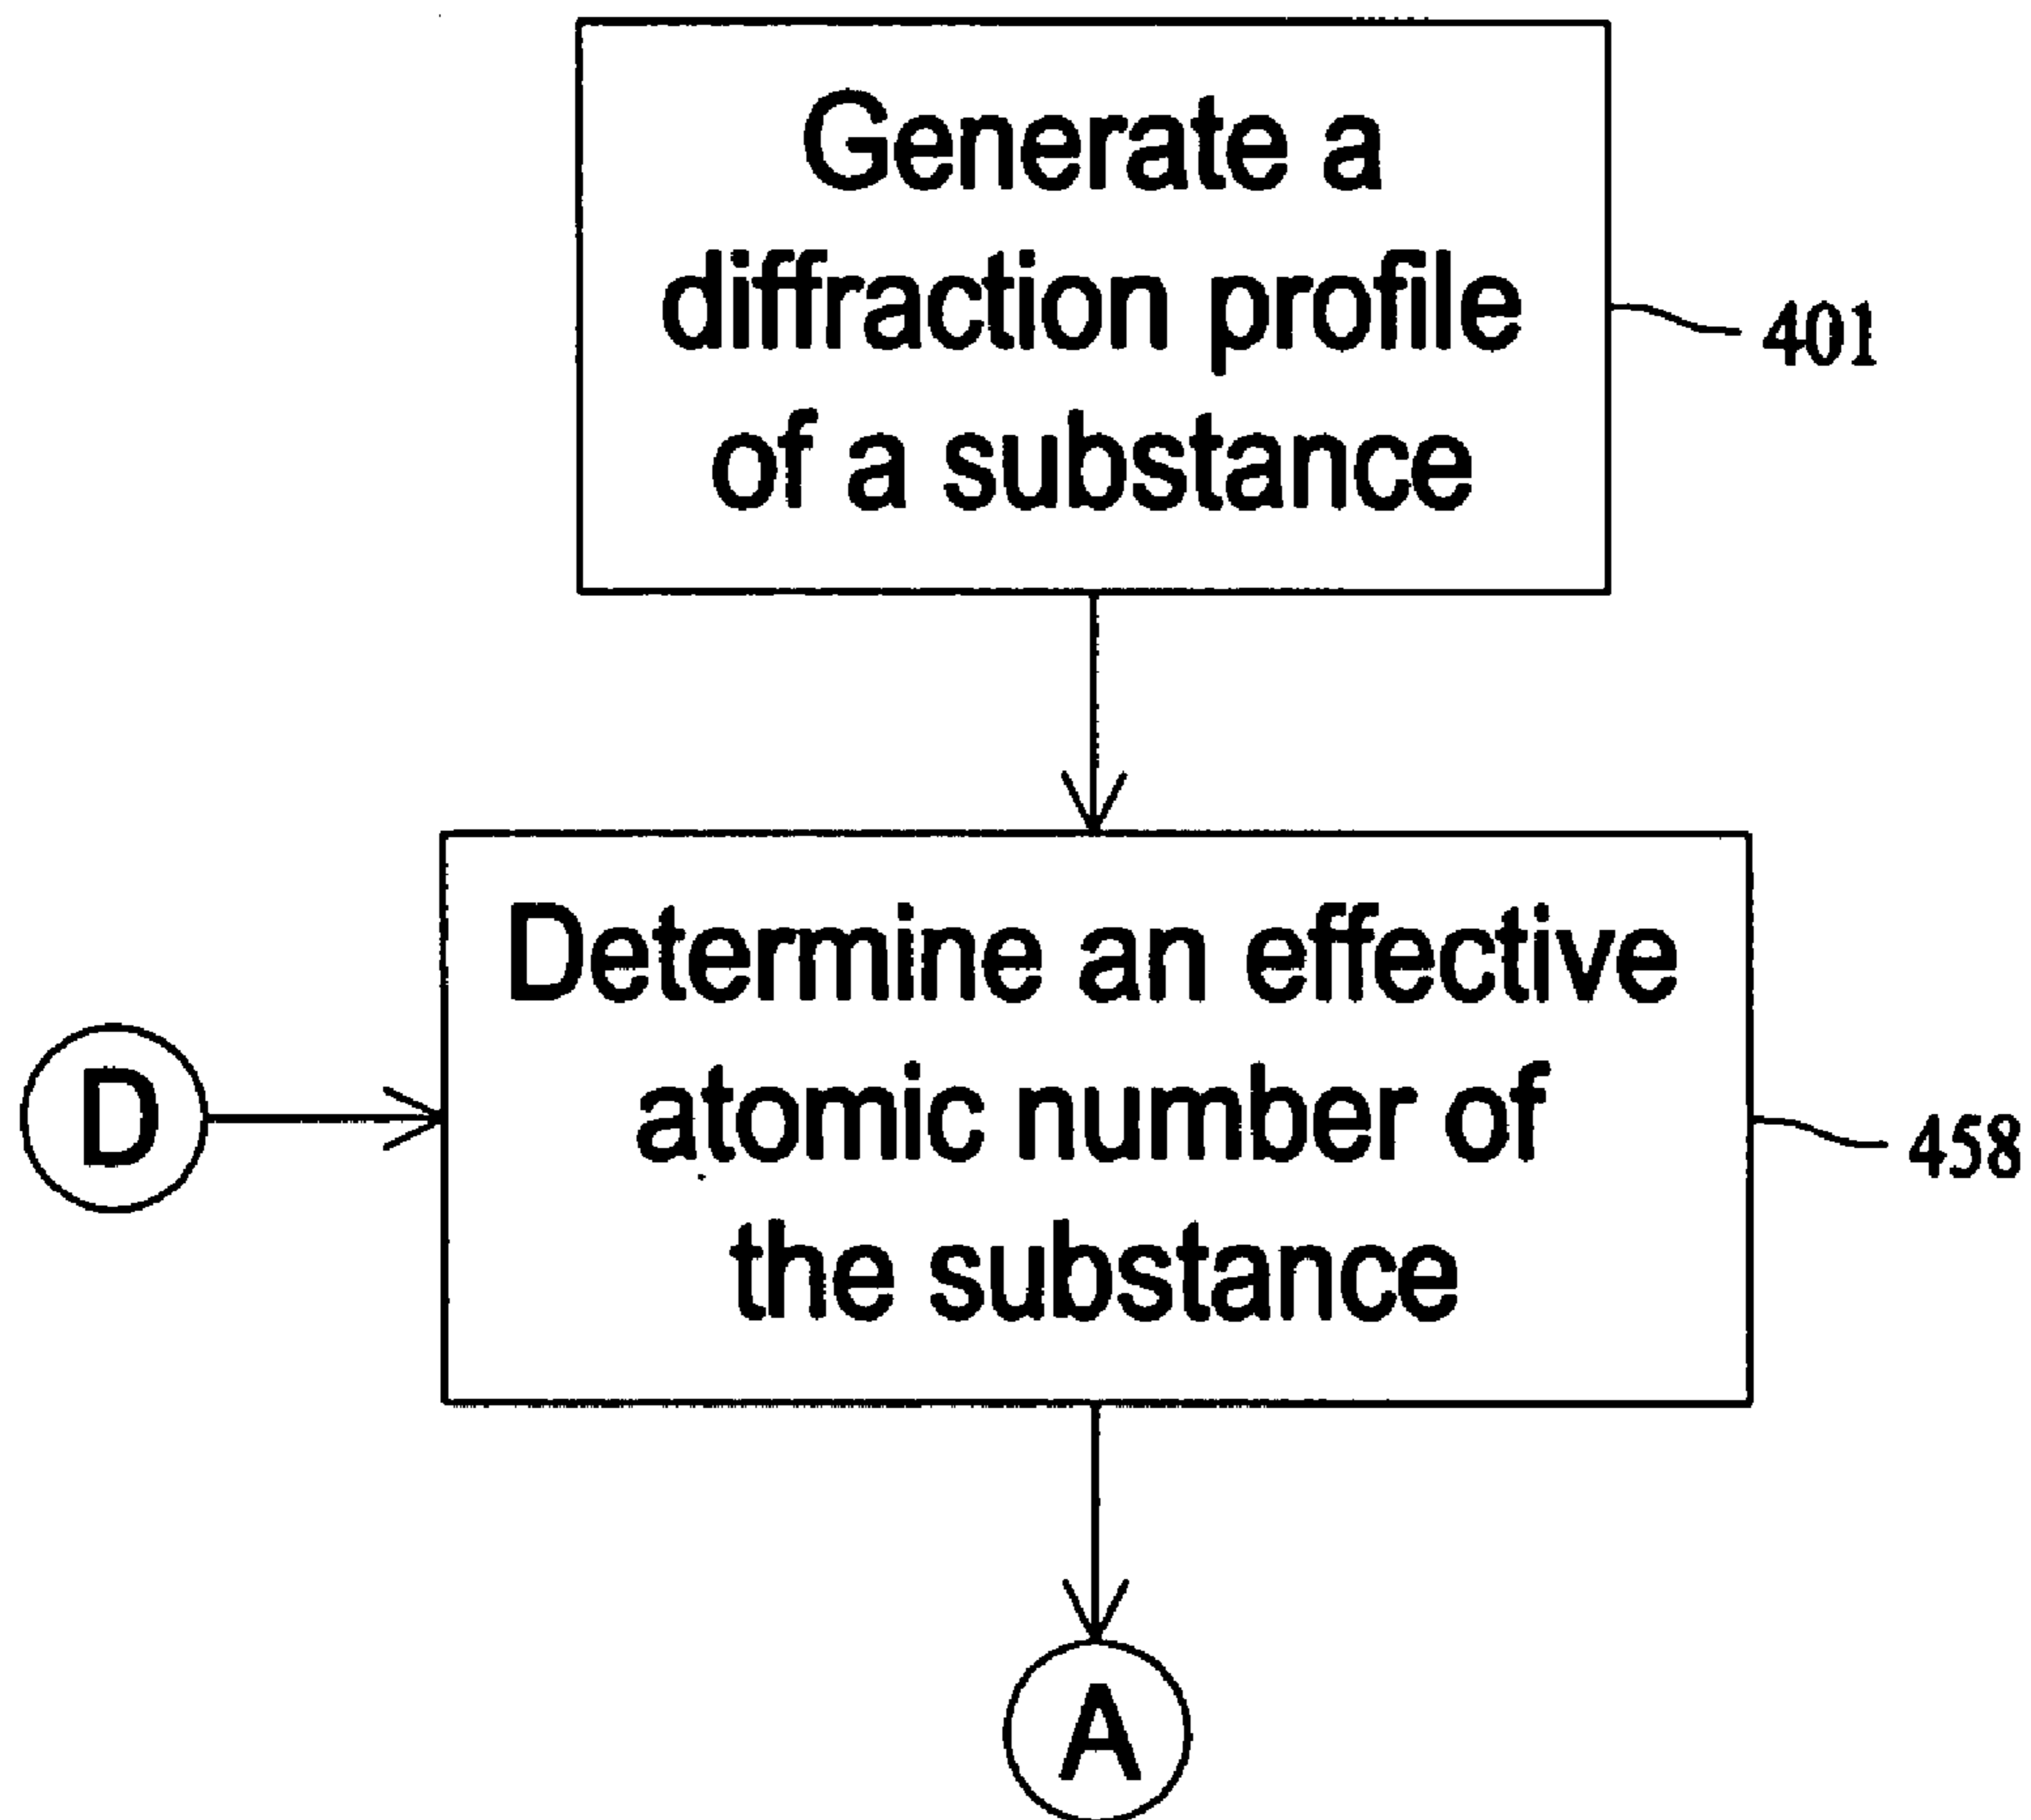 Generate a
diffraction profile
of a substance
401
Determine an effective
atomic number of
the substance
D
458
A